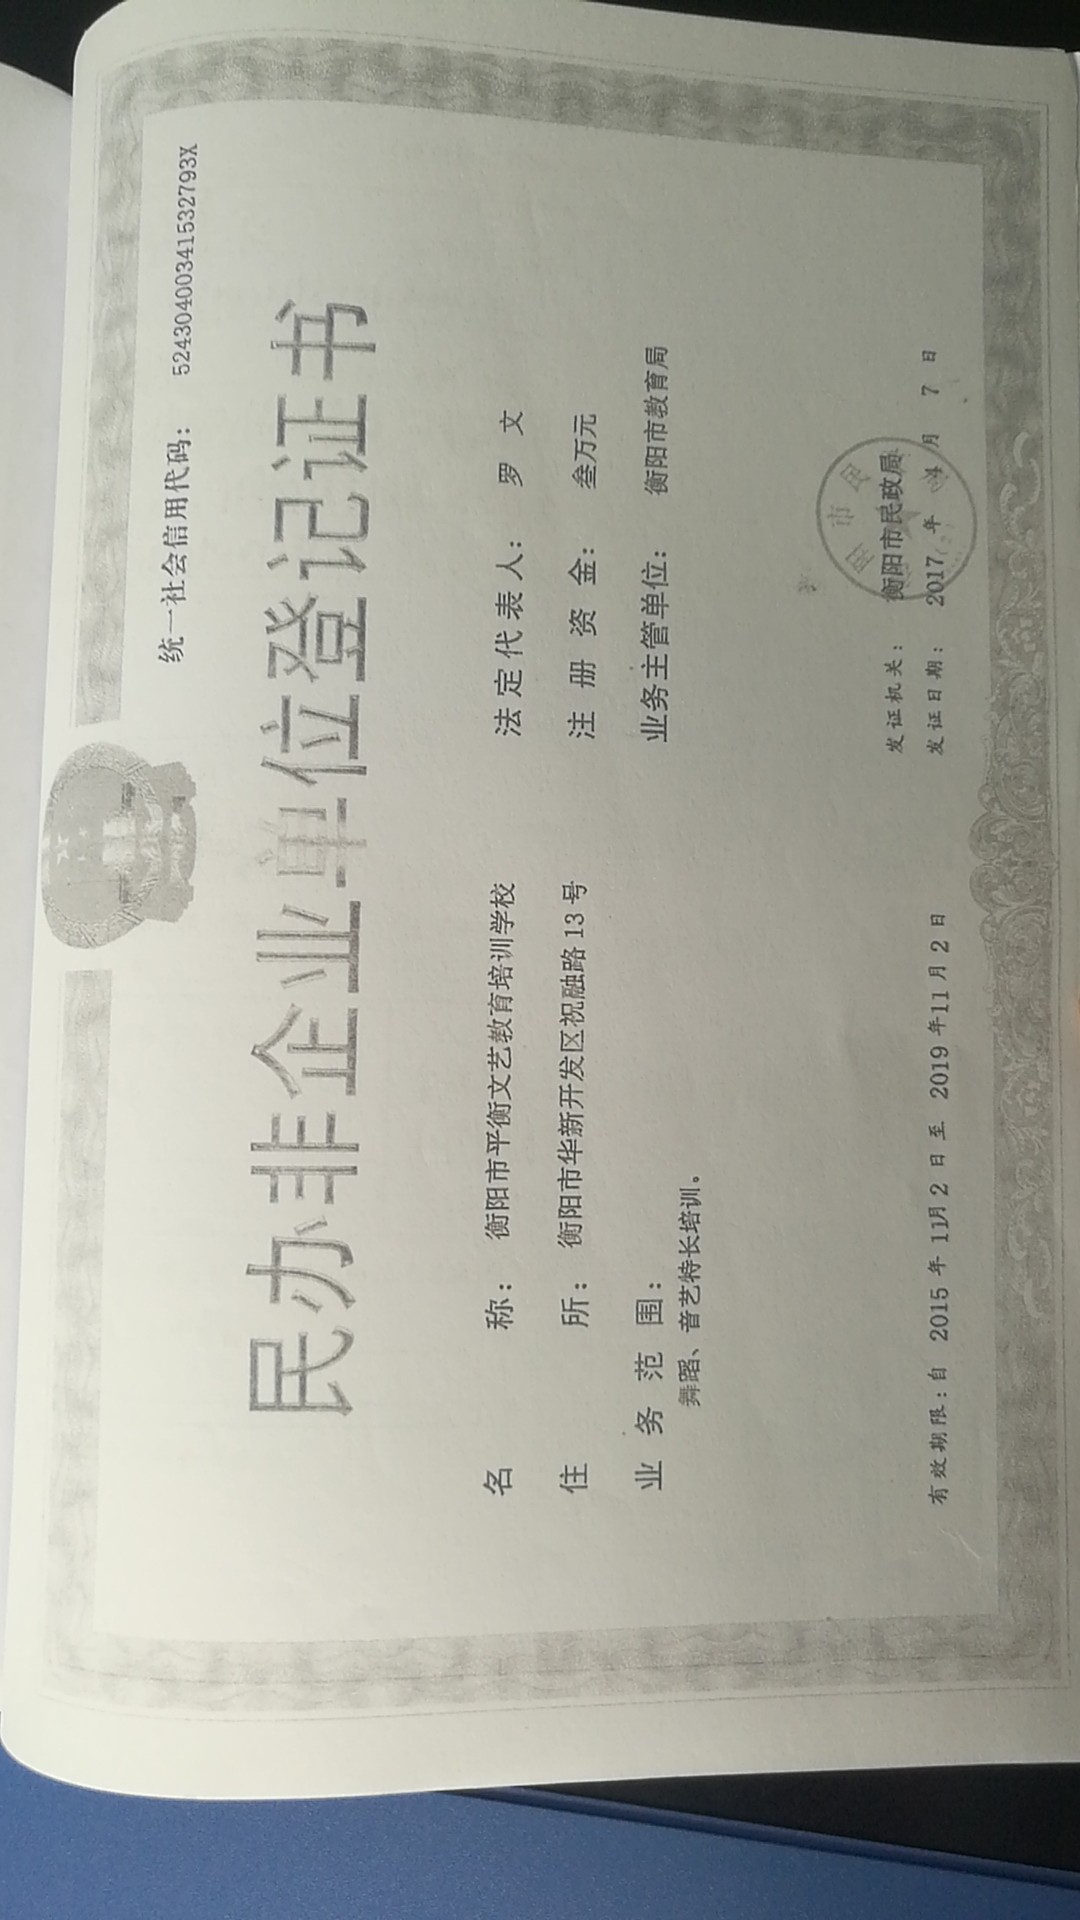 统一社会信用代码: 52430400341532793X
民办非企业单位登记证书
名称: 衡阳市平衡文艺教育培训学校
住所: 衡阳市华新开发区祝融路13号
业务范围:
舞蹈、音艺特长培训。
法定代表人: 罗文
注册资金: 叁万元
业务主管单位: 衡阳市教育局
发证机关: 衡阳市民政局
发证日期: 2017年 月7日
有效期限:自 2015年11月2日至 2019年11月2日